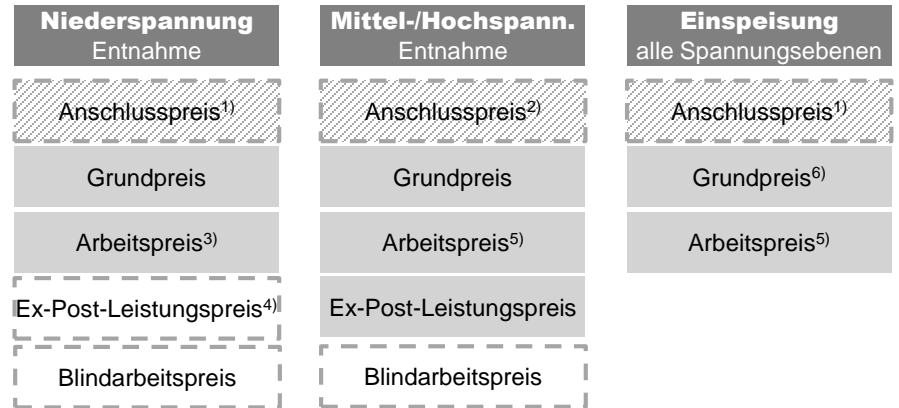 Niederspannung
Entnahme
Anschlusspreis1)
Grundpreis
Arbeitspreis3)
Ex-Post-Leistungspreis4)
Blindarbeitspreis
Mittel-/Hochspann.
Entnahme
Anschlusspreis2)
Grundpreis
Arbeitspreis5)
Ex-Post-Leistungspreis
Blindarbeitspreis
Einspeisung
alle Spannungsebenen
Anschlusspreis1)
Grundpreis6)
Arbeitspreis5)